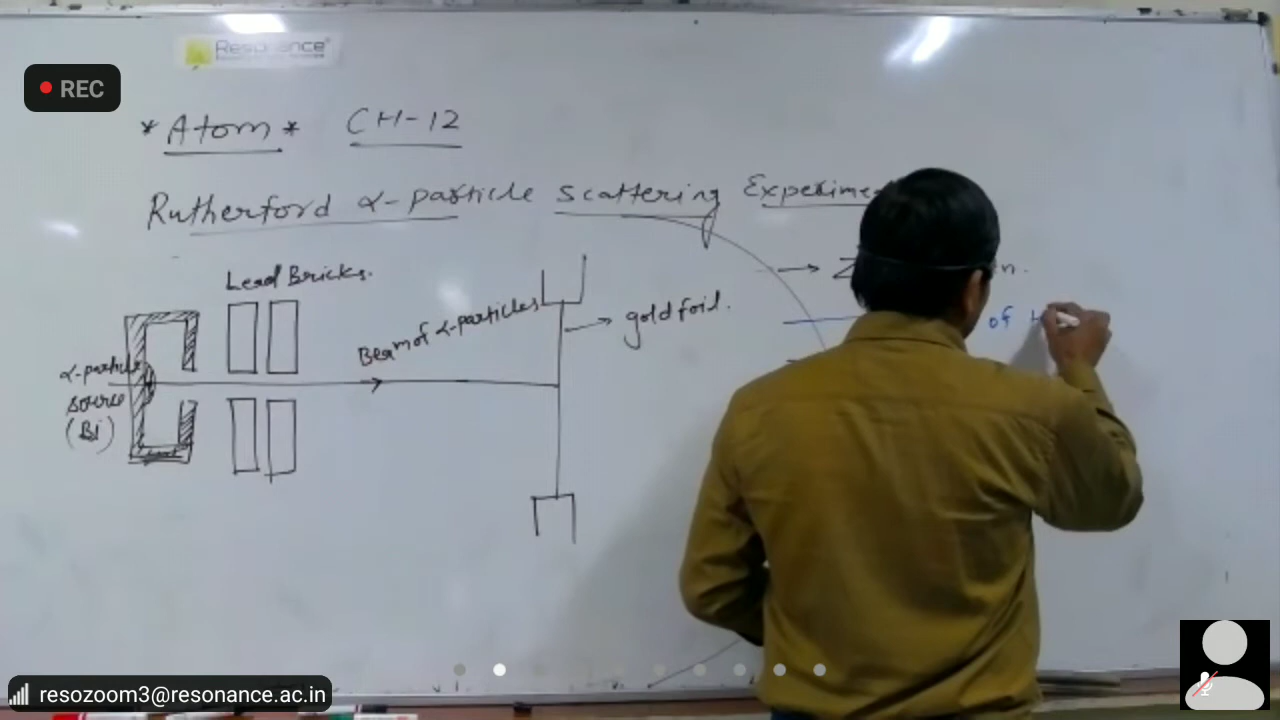 Resonance
REC
* Atom * CH-12
Rutherford α-particle scattering Experime
Lead Bricks.
n.
Beam of α-particles
gold foil.
of
α-particle
source
(Bi)
resozoom3@resonance.ac.in